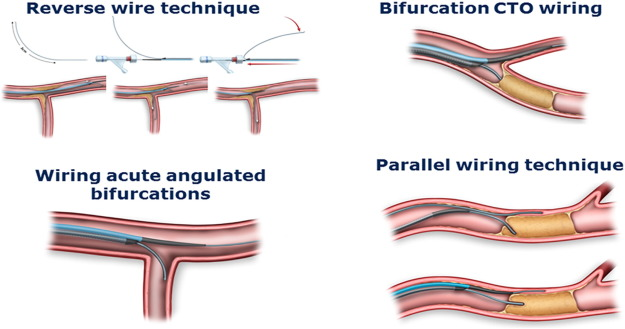 Reverse wire technique
Bifurcation CTO wiring
Wiring acute angulated
bifurcations
Parallel wiring technique